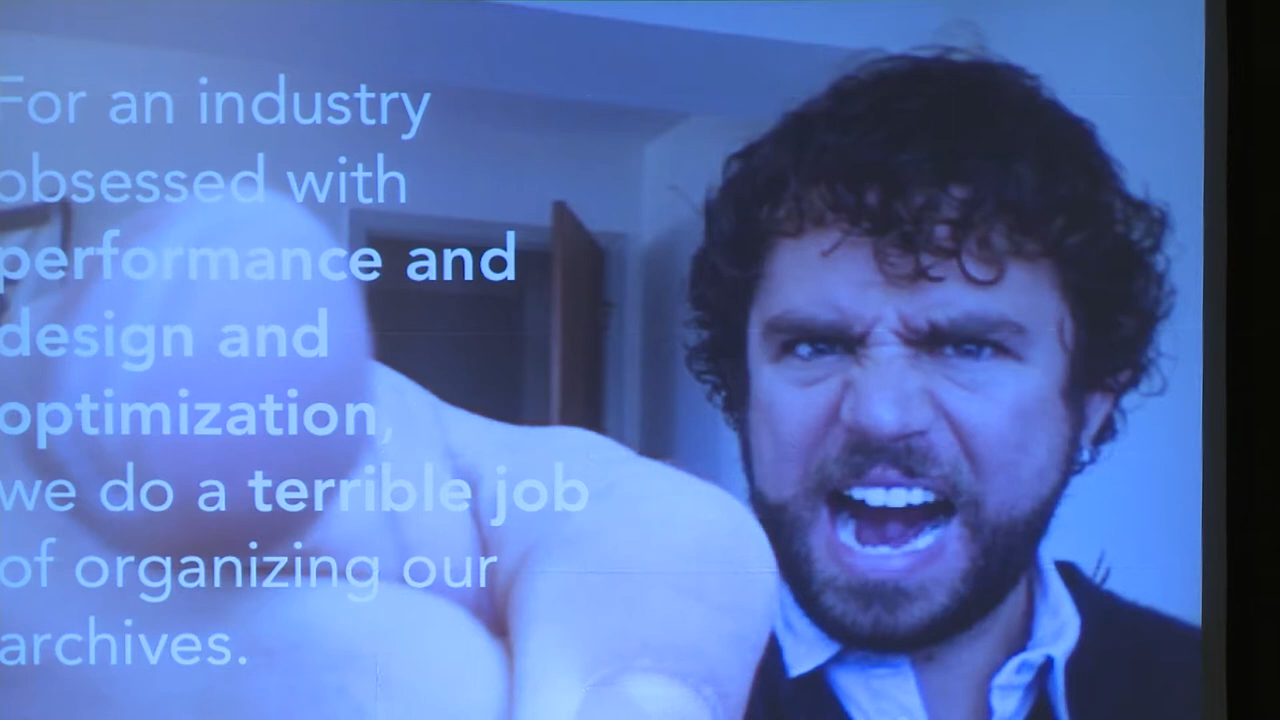 For an industry
obsessed with
performance and
design and
optimization,
we do a terrible job
of organizing our
archives.